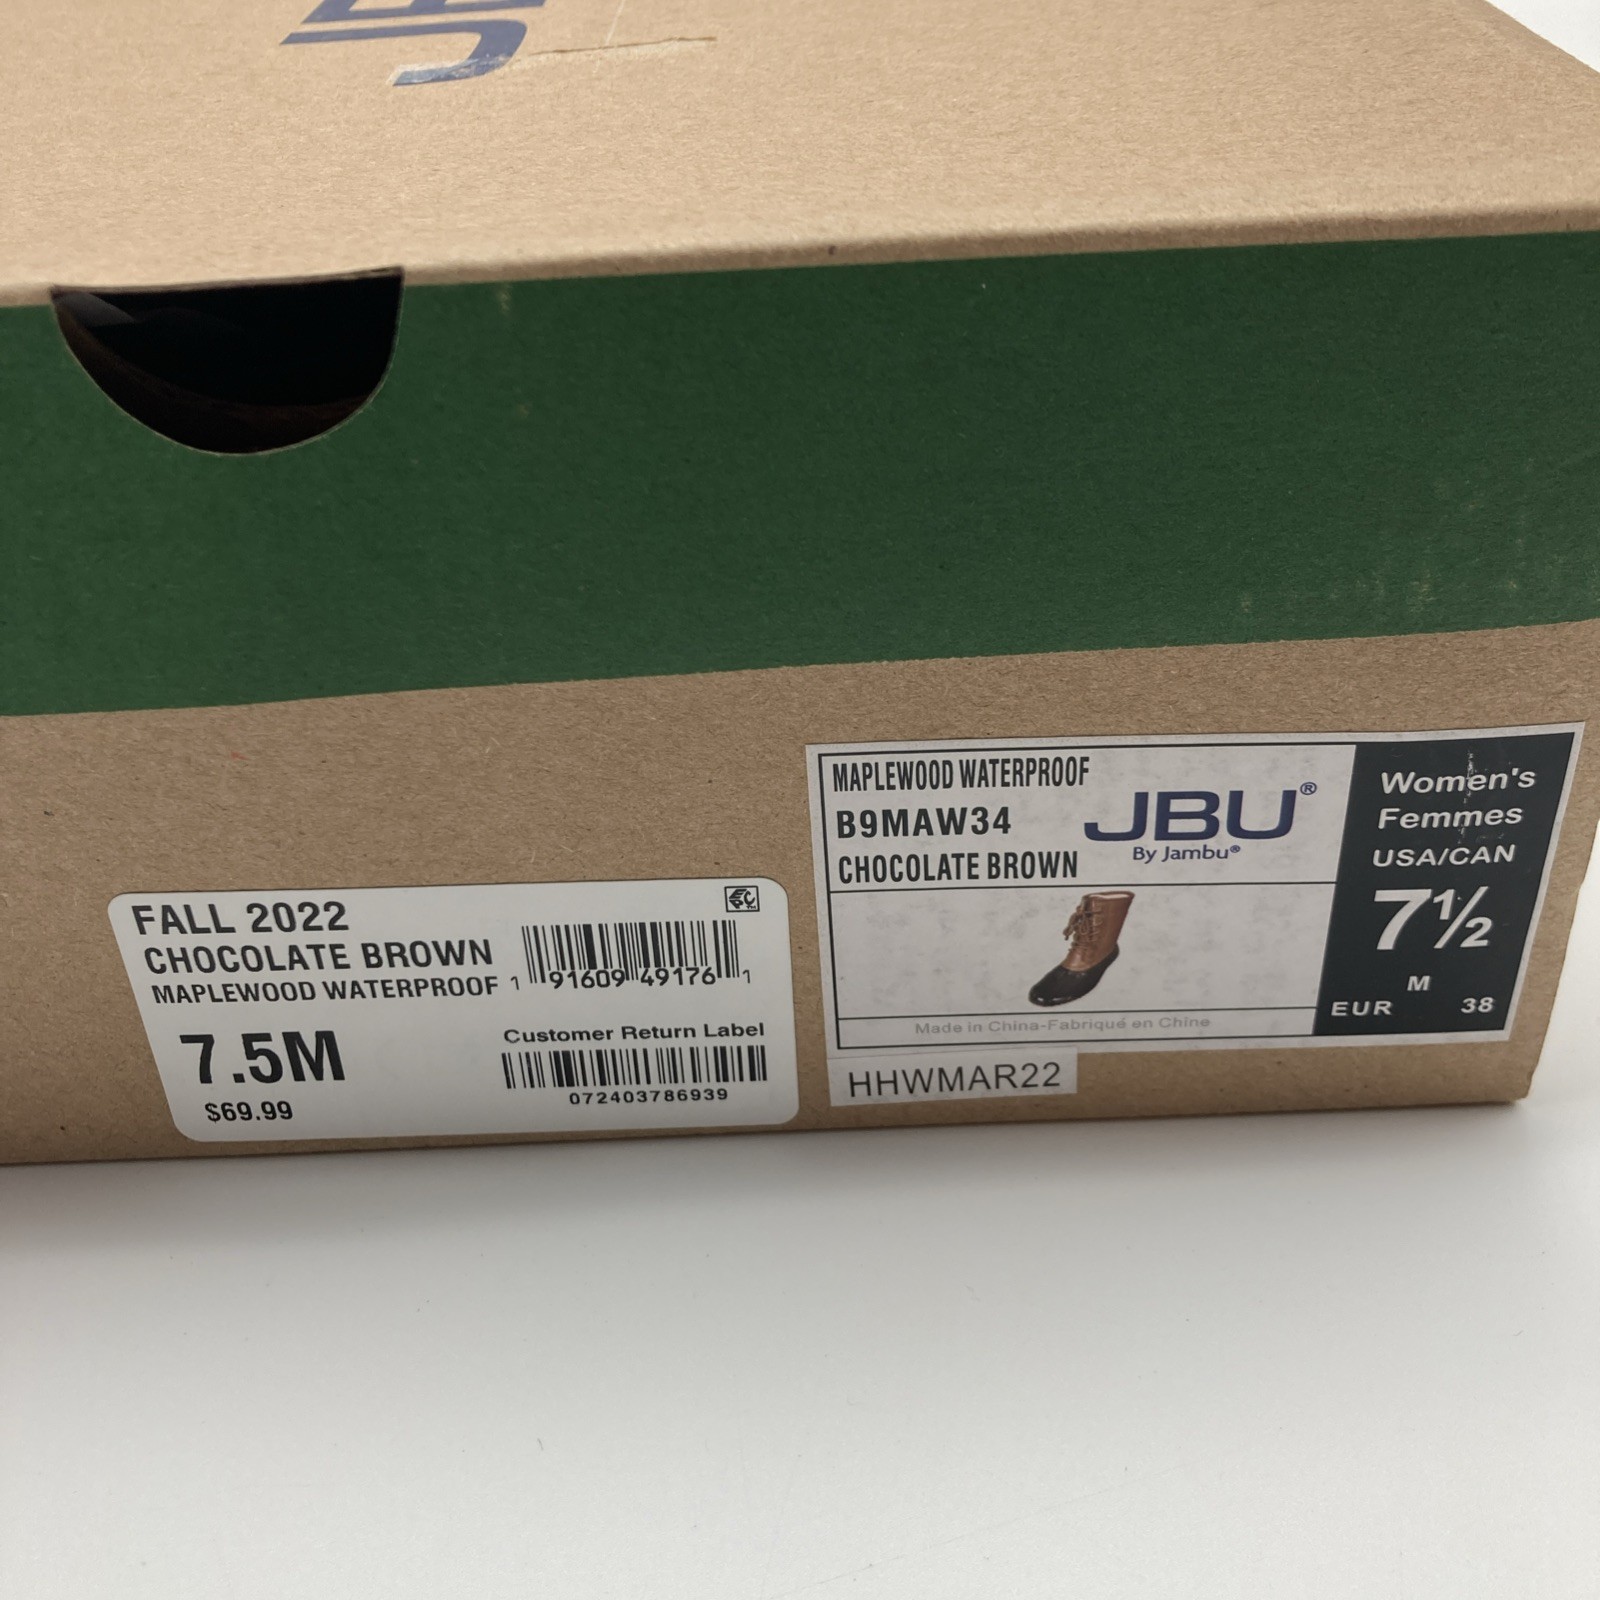 FALL 2022
CHOCOLATE BROWN
MAPLEWOOD WATERPROOF
1 91609 49176 1
7.5M
$69.99
Customer Return Label
072403786939
MAPLEWOOD WATERPROOF
B9MAW34
CHOCOLATE BROWN
JBU®
By Jambu®
Made in China-Fabriqué en Chine
Women's
Femmes
USA/CAN
7½
M
EUR 38
HHWMAR22